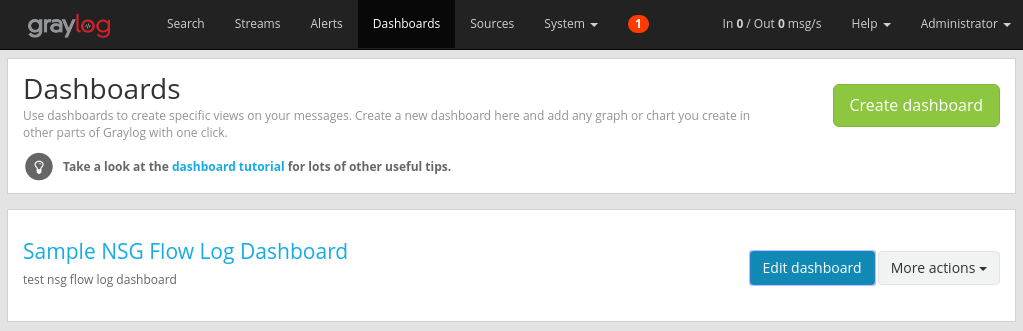 graylog Search Streams Alerts Dashboards Sources System 1 In 0 / Out 0 msg/s Help Administrator
Dashboards
Use dashboards to create specific views on your messages. Create a new dashboard here and add any graph or chart you create in
other parts of Graylog with one click.
Create dashboard
Take a look at the dashboard tutorial for lots of other useful tips.
Sample NSG Flow Log Dashboard
test nsg flow log dashboard
Edit dashboard More actions